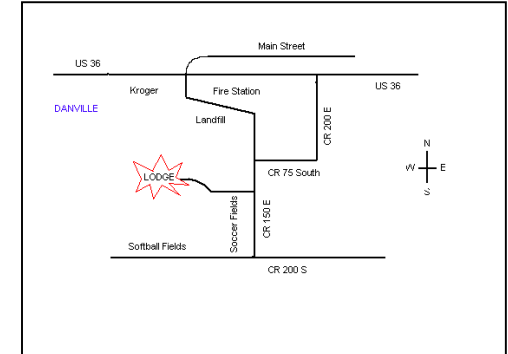 Main Street
US 36
Kroger
Fire Station
US 36
DANVILLE
Landfill
CR 200 E
N
W E
S
CR 75 South
LODGE
Soccer Fields
CR 150 E
Softball Fields
CR 200 S